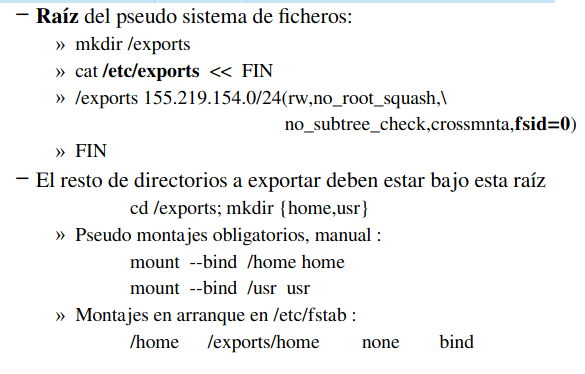 – Raíz del pseudo sistema de ficheros:
» mkdir /exports
» cat /etc/exports << FIN
» /exports 155.219.154.0/24(rw,no_root_squash,\
no_subtree_check,crossmnta,fsid=0)
» FIN
– El resto de directorios a exportar deben estar bajo esta raíz
cd /exports; mkdir {home,usr}
» Pseudo montajes obligatorios, manual :
mount --bind /home home
mount --bind /usr usr
» Montajes en arranque en /etc/fstab :
/home /exports/home none bind